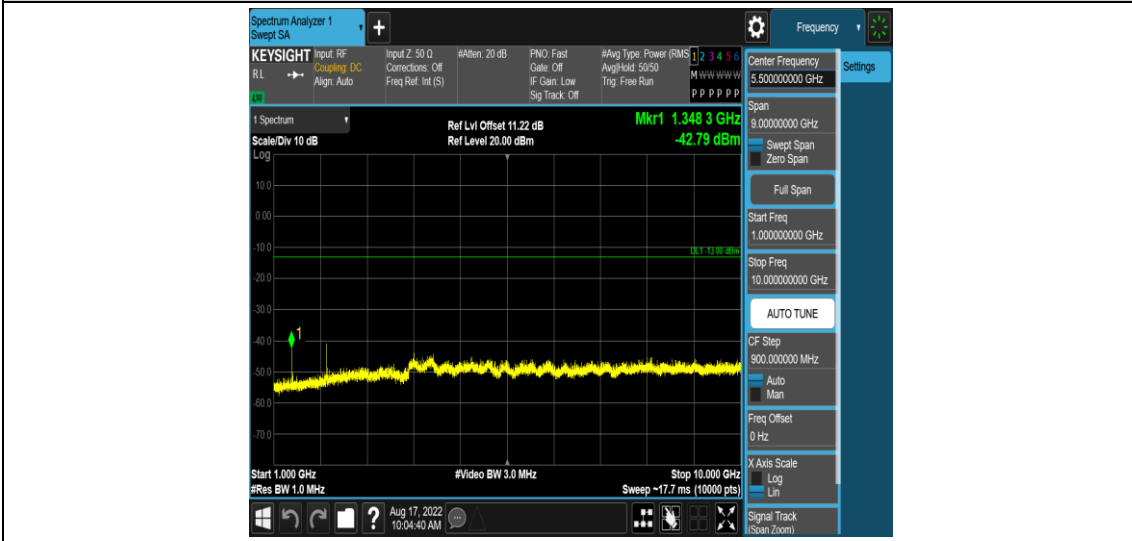 Spectrum Analyzer 1
Swept SA
+
Frequency
KEYSIGHT
RL
Input: RF
Coupling: DC
Align: Auto
Input Z: 50 Ω
Corrections: Off
Freq Ref: Int (S)
#Atten: 20 dB
PNO: Fast
Gate: Off
IF Gain: Low
Sig Track: Off
#Avg Type: Power (RMS
Avg|Hold: 50/50
Trig: Free Run
1 2 3 4 5 6
M W W W W W
P P P P P P
1 Spectrum
Scale/Div 10 dB
Log
Ref Lvl Offset 11.22 dB
Ref Level 20.00 dBm
Mkr1 1.348 3 GHz
-42.79 dBm
10.0
0.00
-10.0
-20.0
-30.0
-40.0
-50.0
-60.0
-70.0
DL1 -13.00 dBm
1
Start 1.000 GHz
#Res BW 1.0 MHz
#Video BW 3.0 MHz
Stop 10.000 GHz
Sweep ~17.7 ms (10000 pts)
?
Aug 17, 2022
10:04:40 AM
Center Frequency
5.500000000 GHz
Settings
Span
9.00000000 GHz
Swept Span
Zero Span
Full Span
Start Freq
1.000000000 GHz
Stop Freq
10.000000000 GHz
AUTO TUNE
CF Step
900.000000 MHz
Auto
Man
Freq Offset
0 Hz
X Axis Scale
Log
Lin
Signal Track
(Span Zoom)